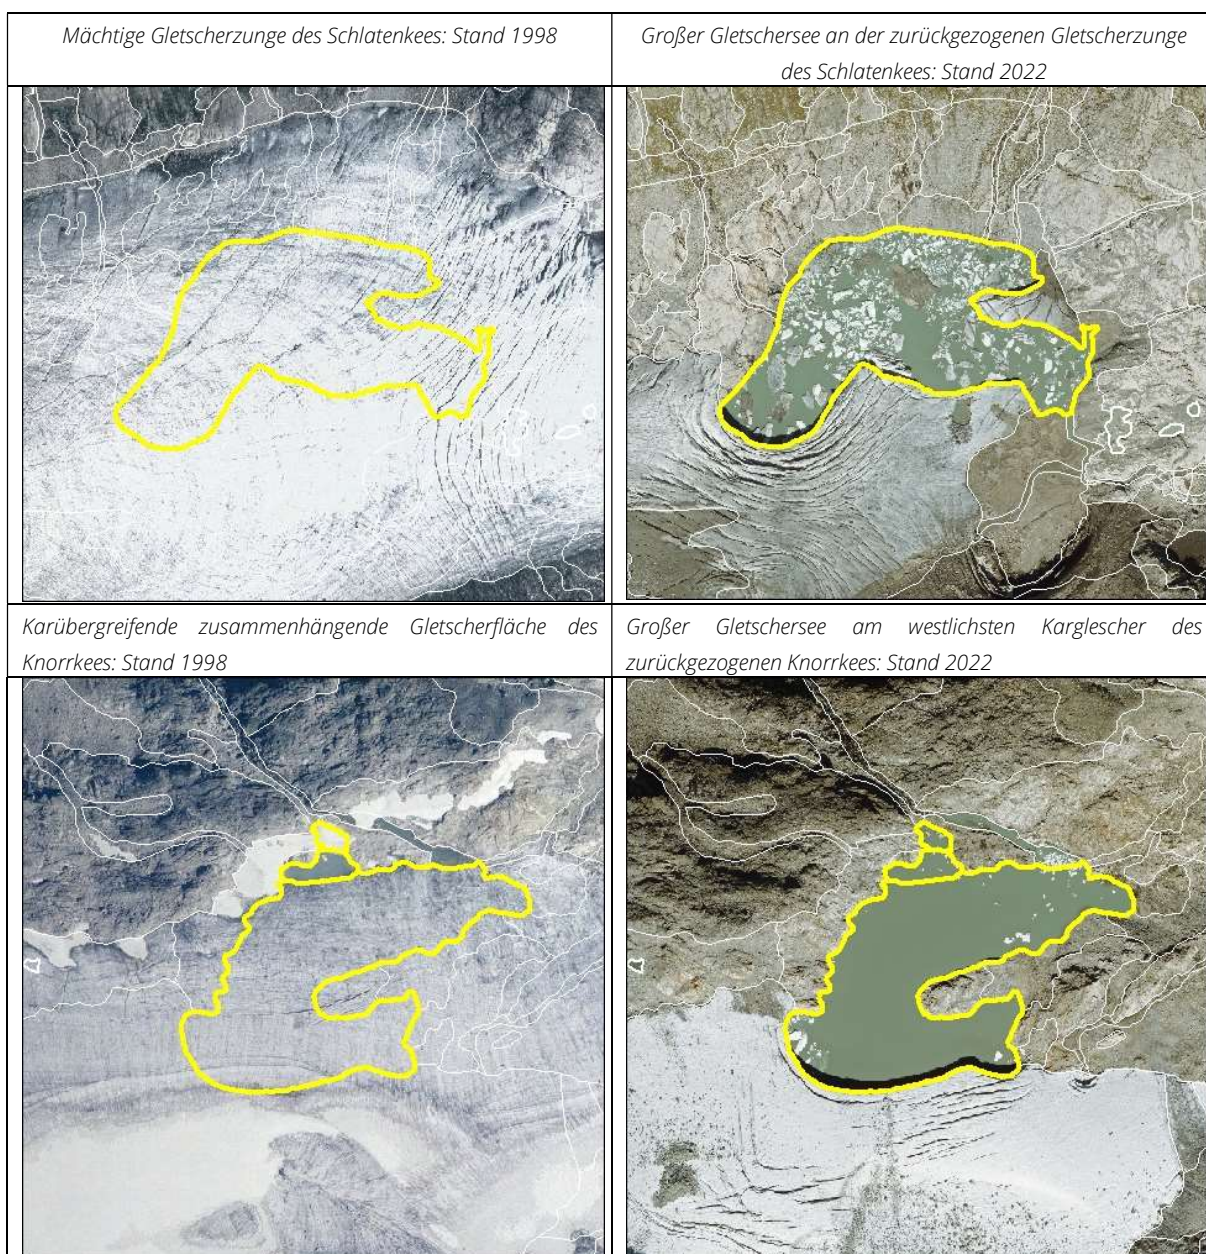 Mächtige Gletscherzunge des Schlatenkees: Stand 1998
Großer Gletschersee an der zurückgezogenen Gletscherzunge
des Schlatenkees: Stand 2022
Karübergreifende zusammenhängende Gletscherfläche des
Knorrkees: Stand 1998
Großer Gletschersee am westlichsten Karglescher des
zurückgezogenen Knorrkees: Stand 2022